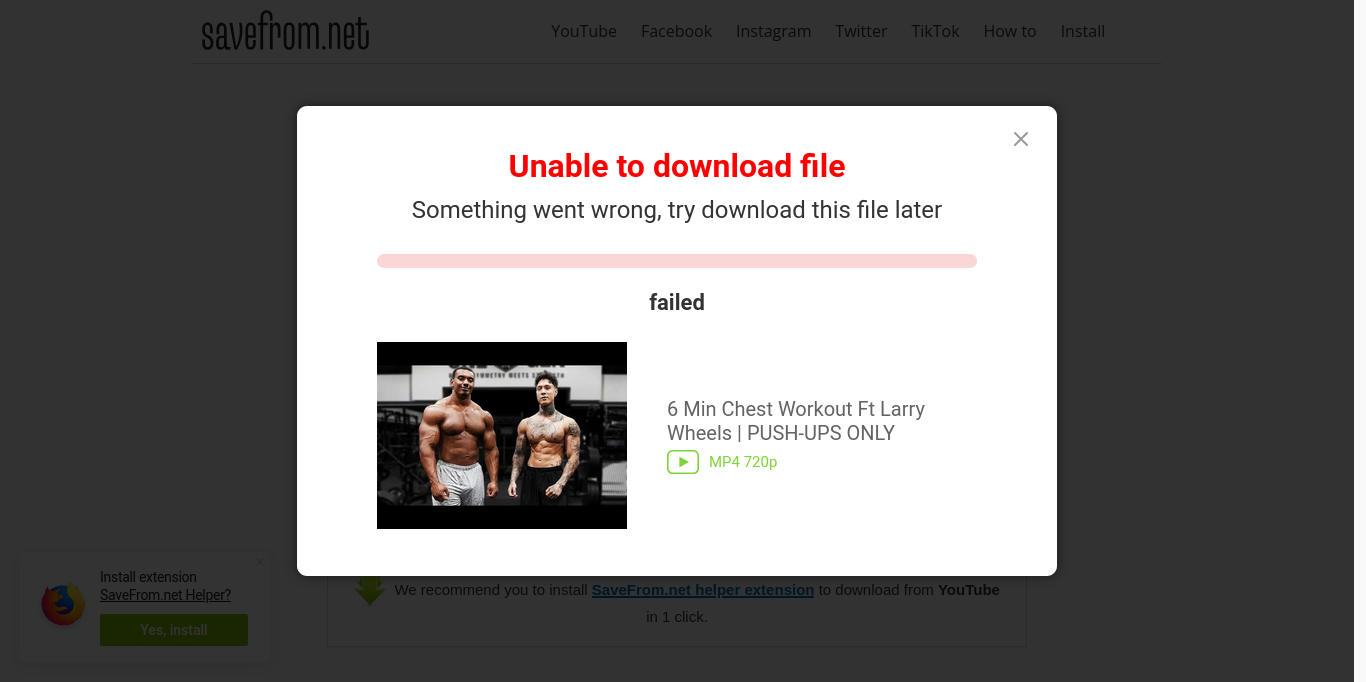 savefrom.net
YouTube Facebook Instagram Twitter TikTok How to Install
Unable to download file
Something went wrong, try download this file later
failed
SYMMETRY MEETS
6 Min Chest Workout Ft Larry
Wheels | PUSH-UPS ONLY
MP4 720p
Install extension
SaveFrom.net Helper?
Yes, install
We recommend you to install SaveFrom.net helper extension to download from YouTube
in 1 click.